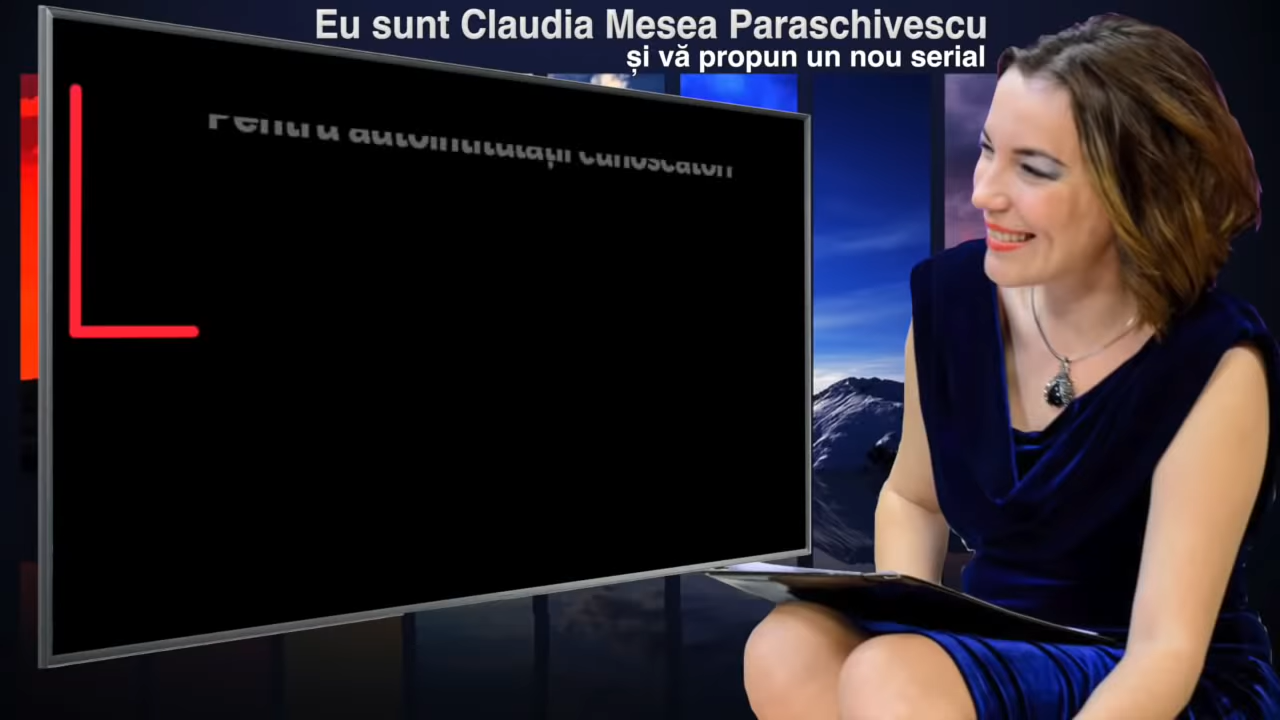 Eu sunt Claudia Mesea Paraschivescu
și vă propun un nou serial
Pentru autointitulații cunoscători